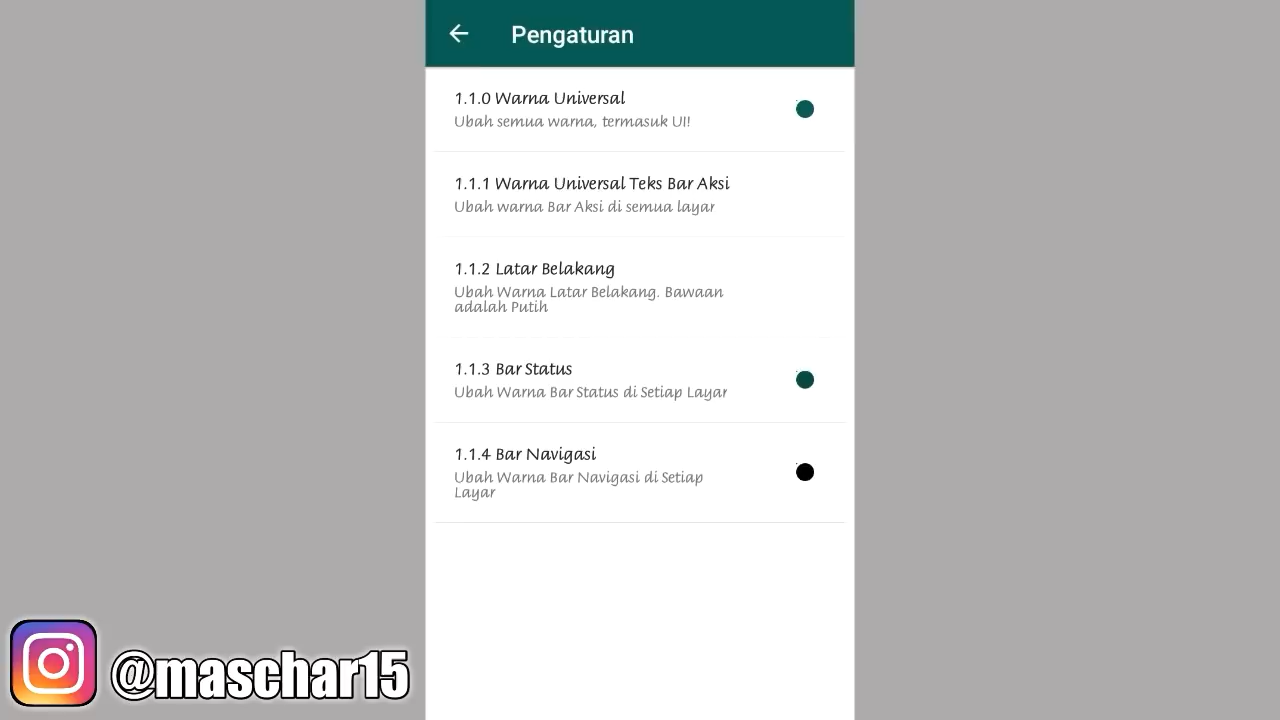 Pengaturan
1.1.0 Warna Universal
Ubah semua warna, termasuk UI!
1.1.1 Warna Universal Teks Bar Aksi
Ubah warna Bar Aksi di semua layar
1.1.2 Latar Belakang
Ubah Warna Latar Belakang. Bawaan
adalah Putih
1.1.3 Bar Status
Ubah Warna Bar Status di Setiap Layar
1.1.4 Bar Navigasi
Ubah Warna Bar Navigasi di Setiap
Layar
@maschar15